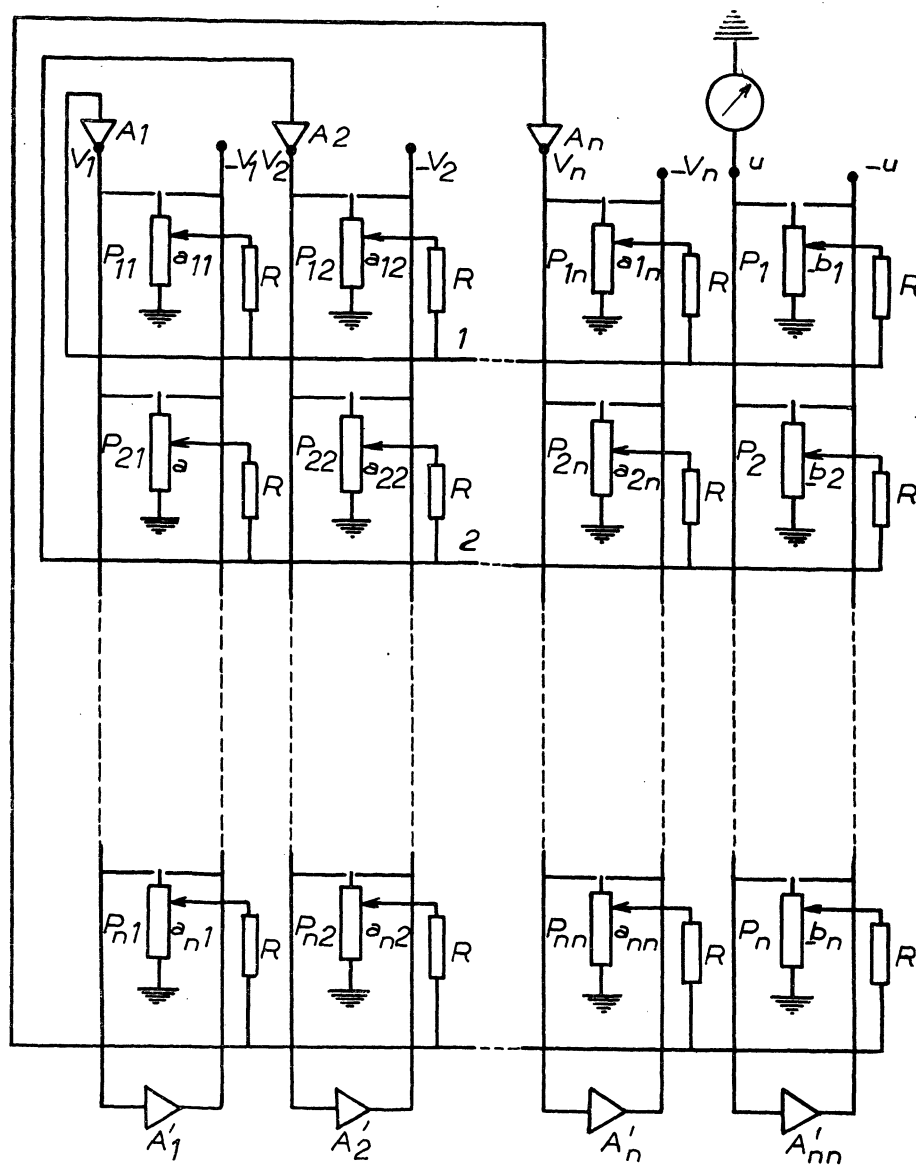 A1 A2 An
V1 -V1 V2 -V2 Vn -Vn u -u
P11 a11 R P12 a12 R P1n a1n R P1 -b1 R
1
P21 a R P22 a22 R P2n a2n R P2 -b2 R
2
Pn1 an1 R Pn2 an2 R Pnn ann R Pn -bn R
A'1 A'2 A'n A'nn